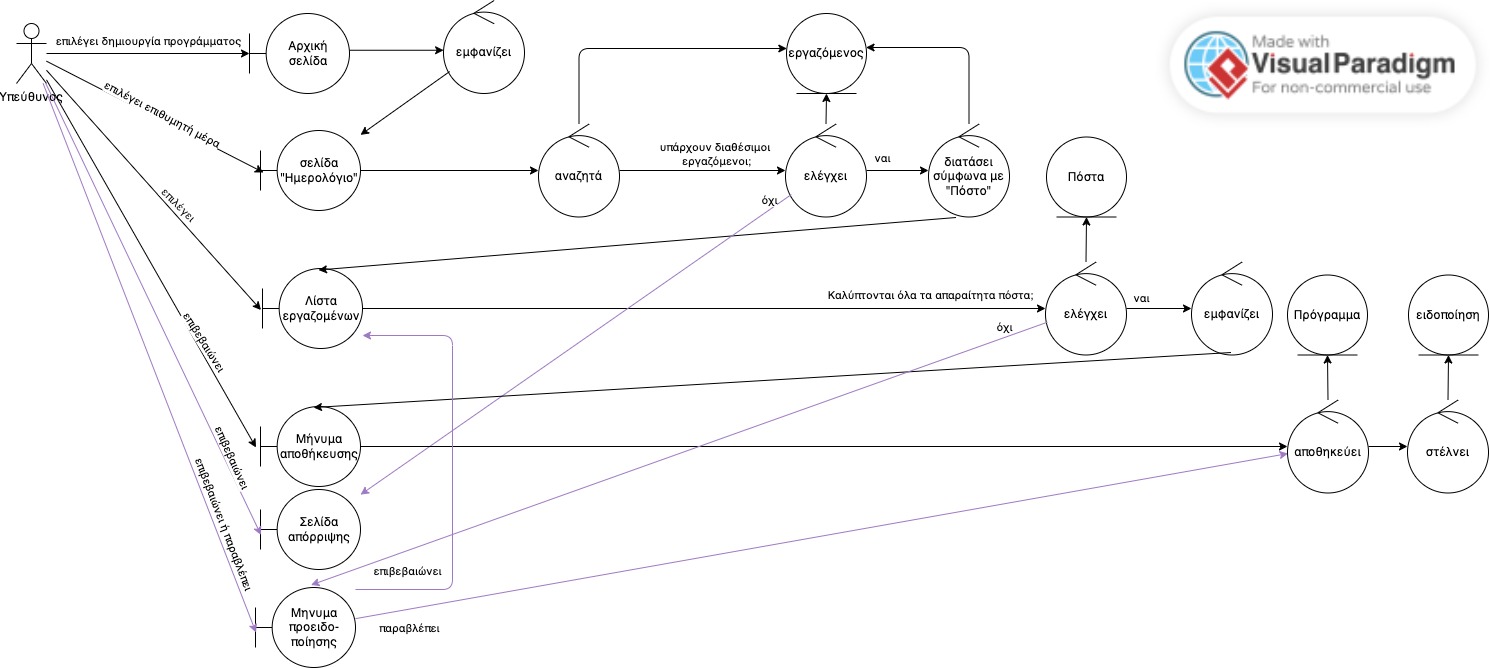 Made with
VisualParadigm
For non-commercial use
Υπεύθυνος
επιλέγει δημιουργία προγράμματος
Αρχική
σελίδα
εμφανίζει
εργαζόμενος
επιλέγει επιθυμητή μέρα
σελίδα
"Ημερολόγιο"
αναζητά
υπάρχουν διαθέσιμοι
εργαζόμενοι;
ελέγχει
ναι
διατάσει
σύμφωνα με
"Πόστο"
Πόστα
όχι
επιλέγει
Λίστα
εργαζομένων
Καλύπτονται όλα τα απαραίτητα πόστα;
ελέγχει
ναι
εμφανίζει
Πρόγραμμα
ειδοποίηση
όχι
επιβεβαιώνει
Μήνυμα
αποθήκευσης
αποθηκεύει
στέλνει
επιβεβαιώνει
Σελίδα
απόρριψης
επιβεβαιώνει ή παραβλέπει
επιβεβαιώνει
Μηνυμα
προειδο-
ποίησης
παραβλέπει